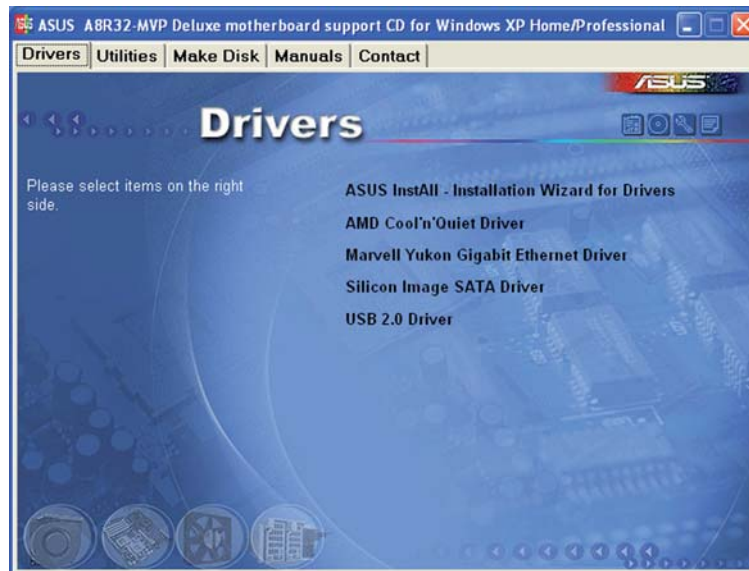 ASUS A8R32-MVP Deluxe motherboard support CD for Windows XP Home/Professional
Drivers Utilities Make Disk Manuals Contact
ASUS
Drivers
Please select items on the right
side.
ASUS InstAll - Installation Wizard for Drivers
AMD Cool'n'Quiet Driver
Marvell Yukon Gigabit Ethernet Driver
Silicon Image SATA Driver
USB 2.0 Driver